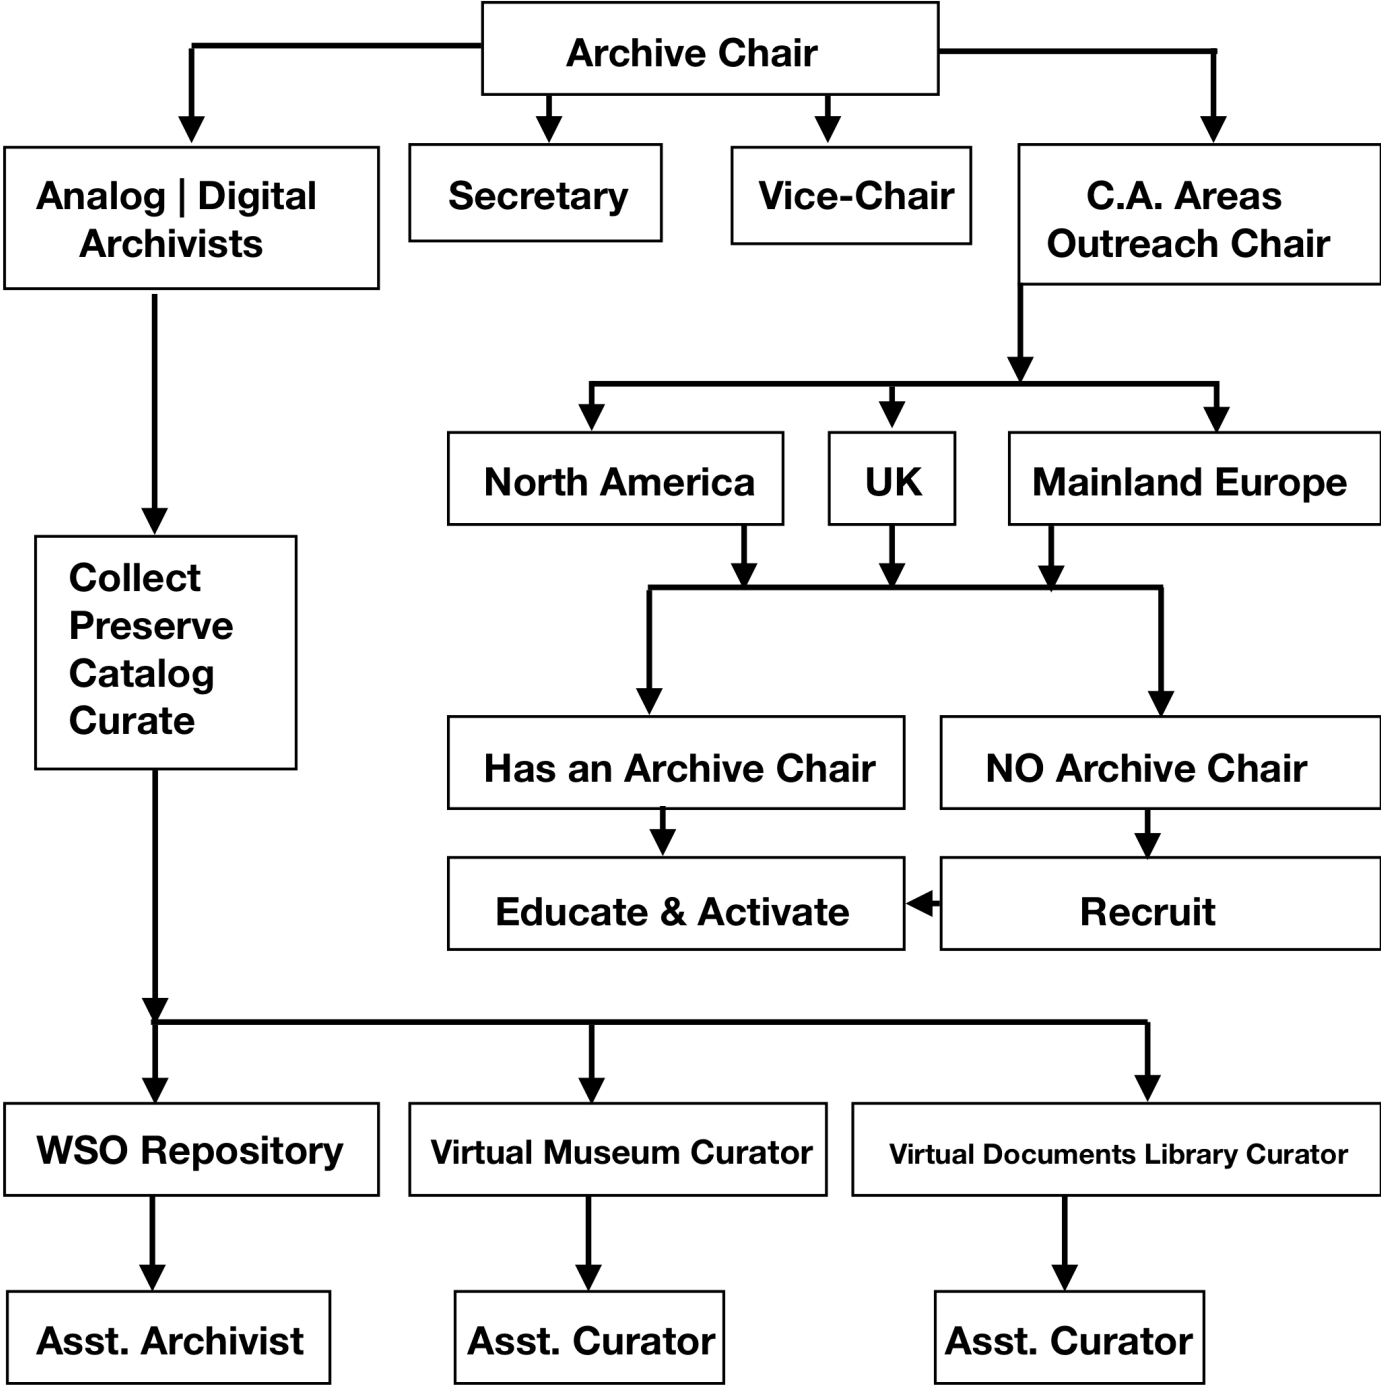 Archive Chair
Analog | Digital
Archivists
Secretary
Vice-Chair
C.A. Areas
Outreach Chair
North America
UK
Mainland Europe
Collect
Preserve
Catalog
Curate
Has an Archive Chair
NO Archive Chair
Educate & Activate
Recruit
WSO Repository
Virtual Museum Curator
Virtual Documents Library Curator
Asst. Archivist
Asst. Curator
Asst. Curator